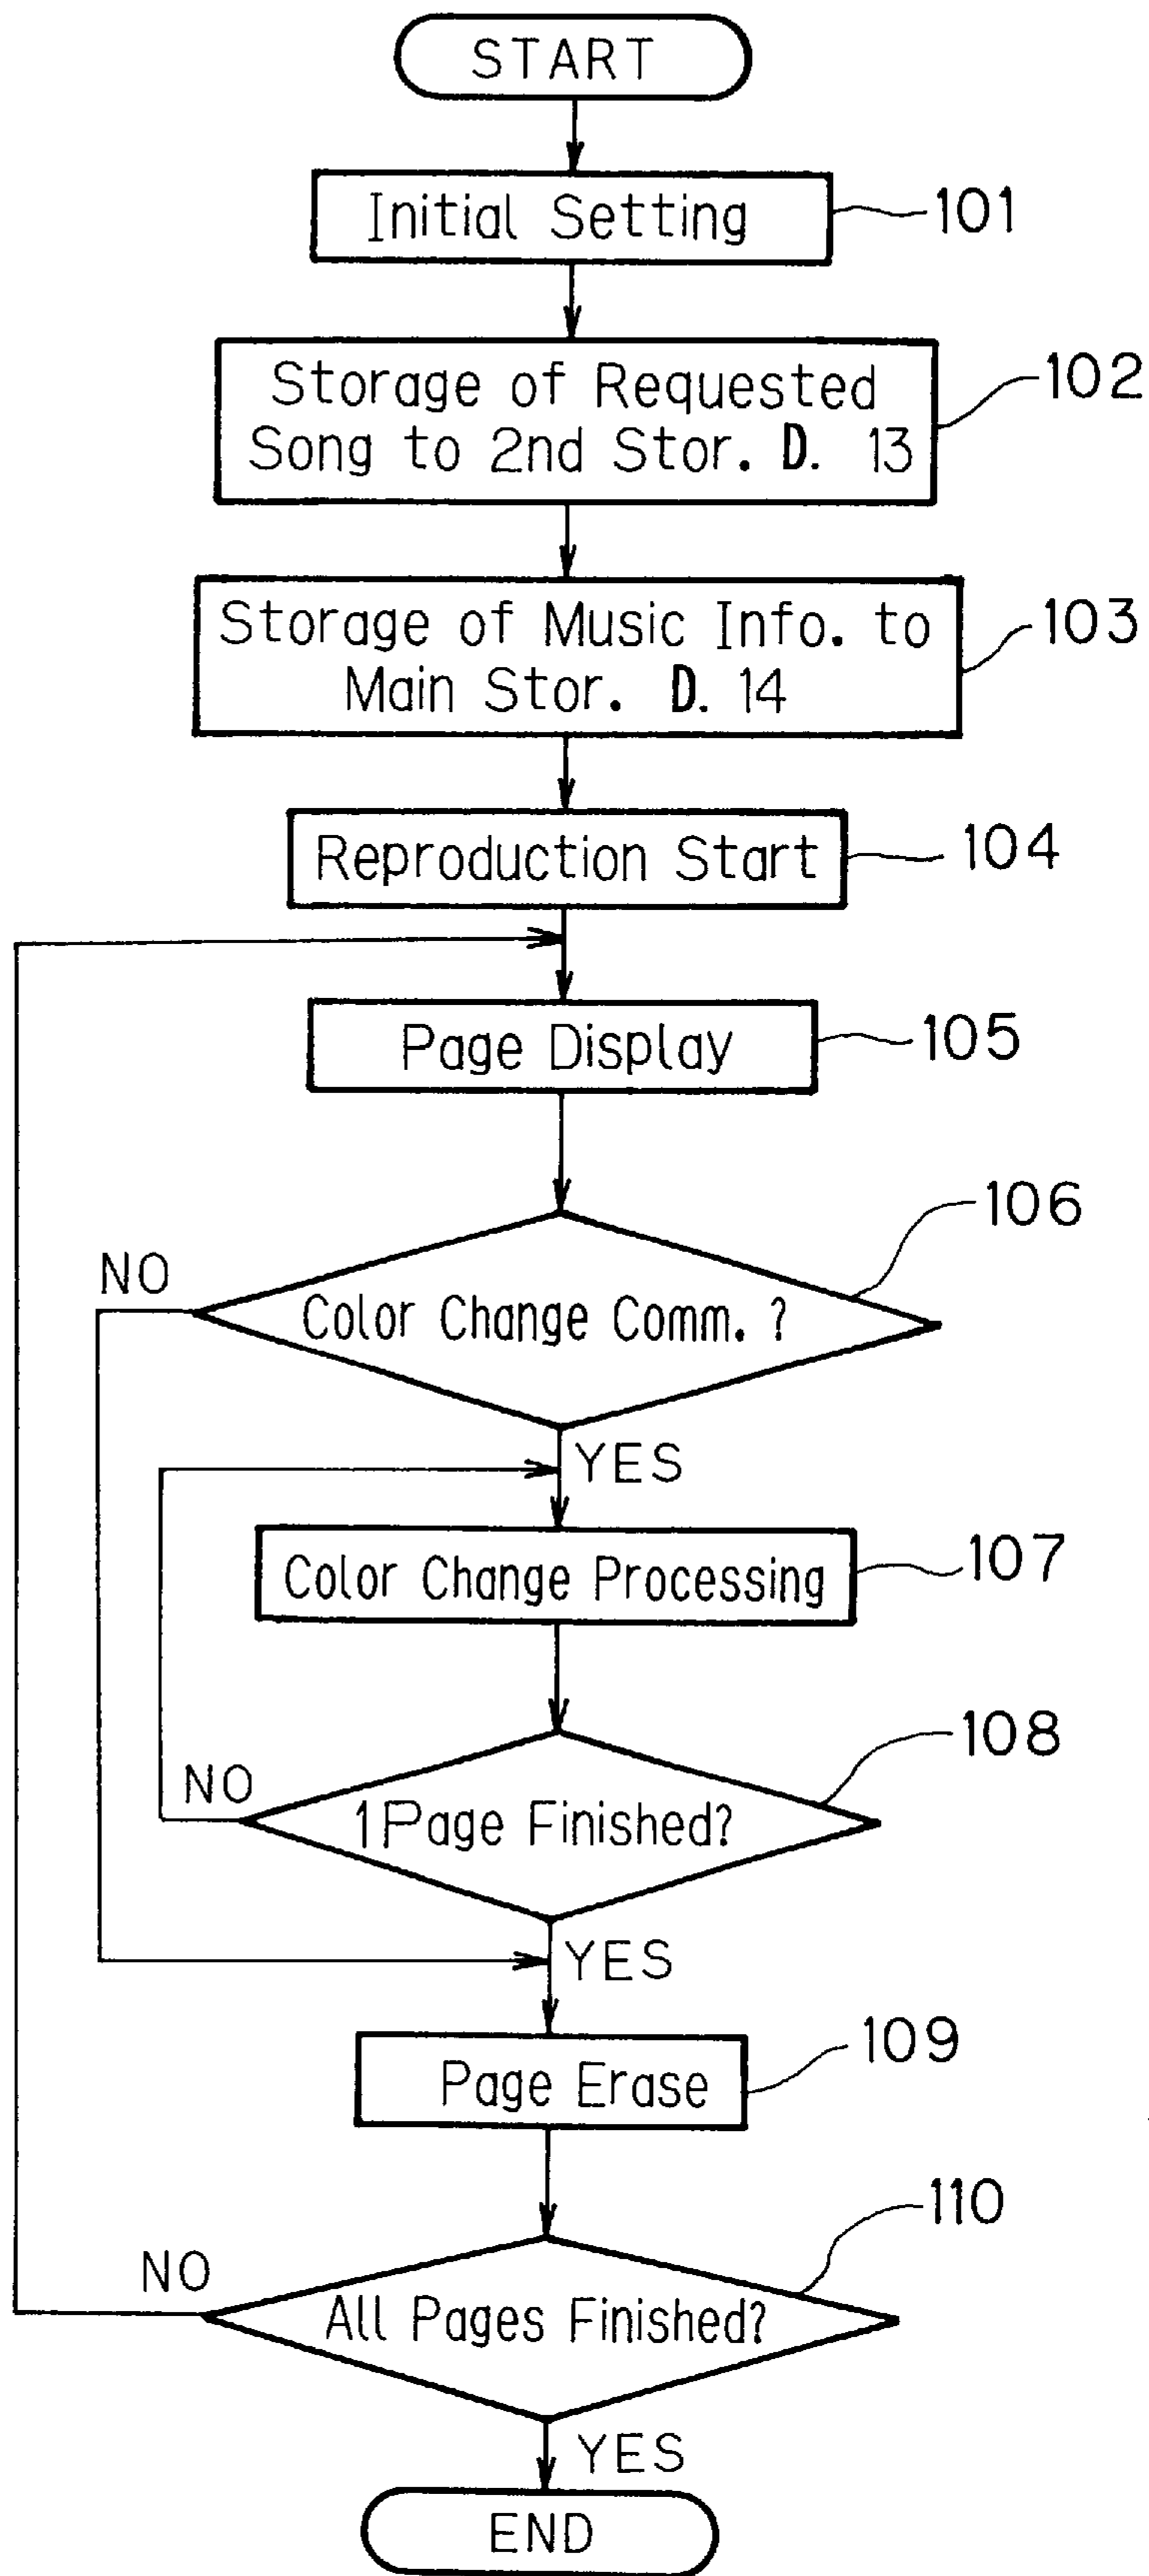 START
Initial Setting
101
Storage of Requested
Song to 2nd Stor. D. 13
102
Storage of Music Info. to
Main Stor. D. 14
103
Reproduction Start
104
Page Display
105
106
NO
Color Change Comm. ?
YES
Color Change Processing
107
108
NO
1 Page Finished?
YES
Page Erase
109
110
NO
All Pages Finished?
YES
END